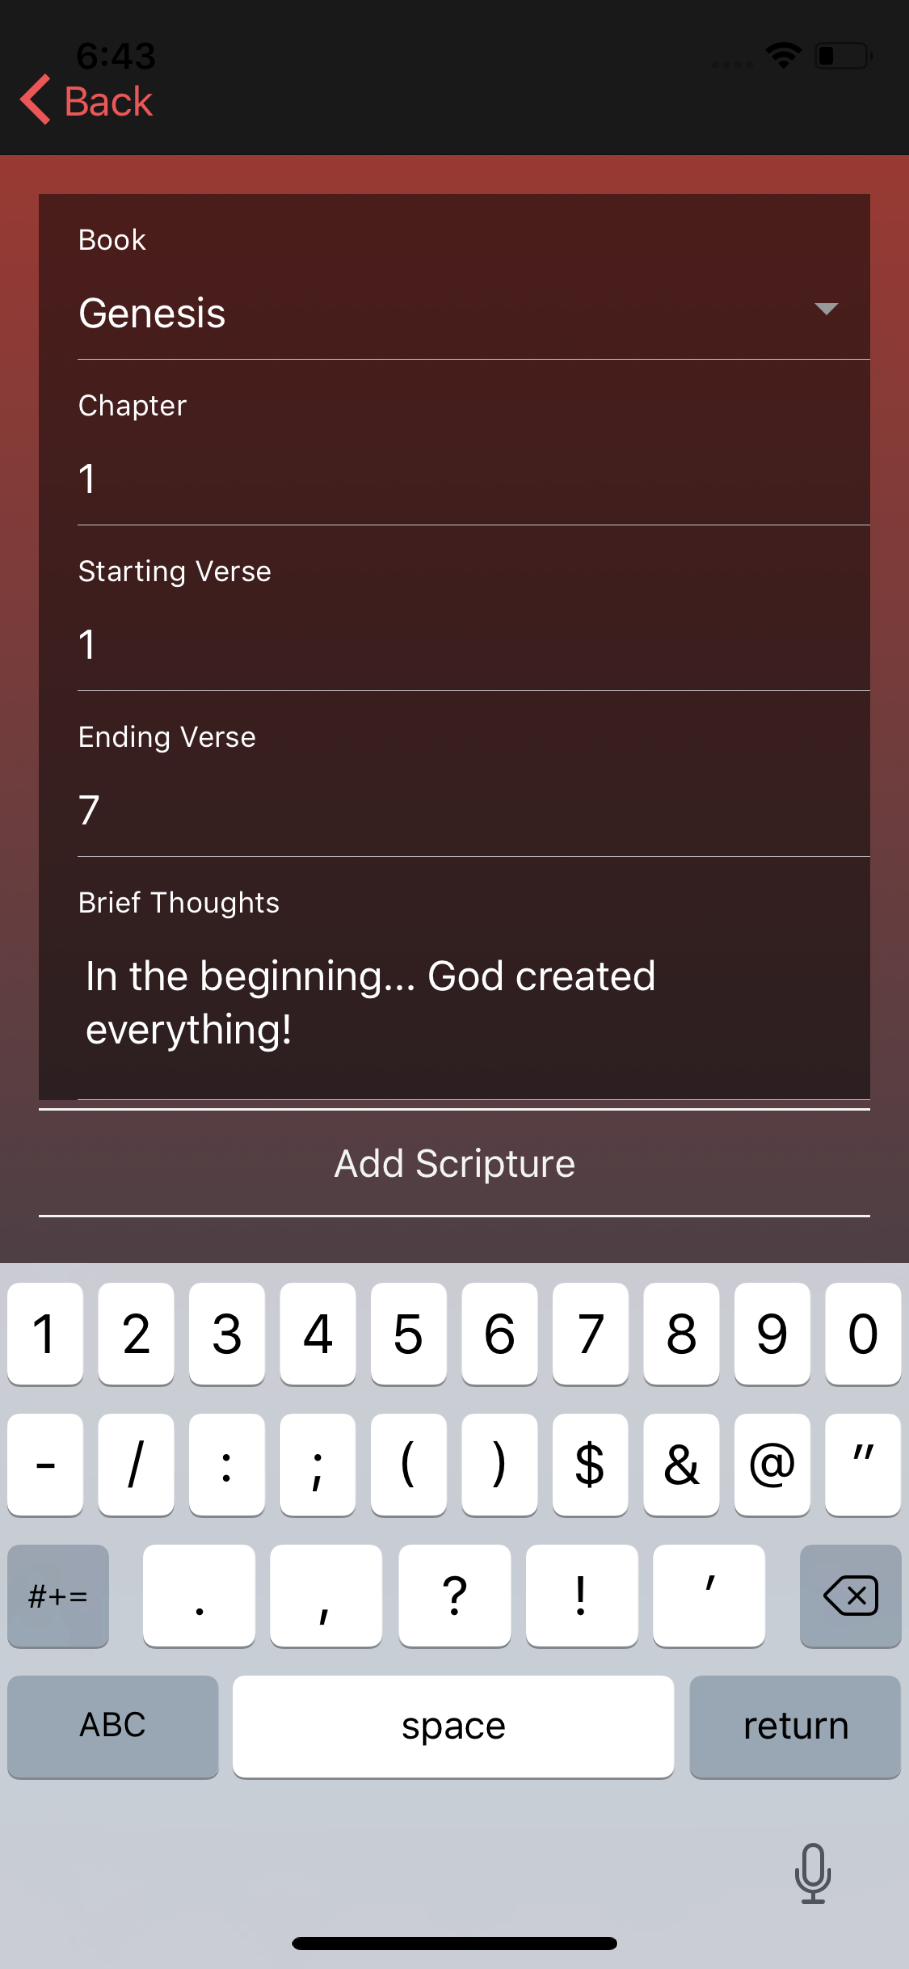 6:43
Back
Book
Genesis
Chapter
1
Starting Verse
1
Ending Verse
7
Brief Thoughts
In the beginning... God created
everything!
Add Scripture
1 2 3 4 5 6 7 8 9 0
- / : ; ( ) $ & @ "
#+= . , ? ! '
ABC space return